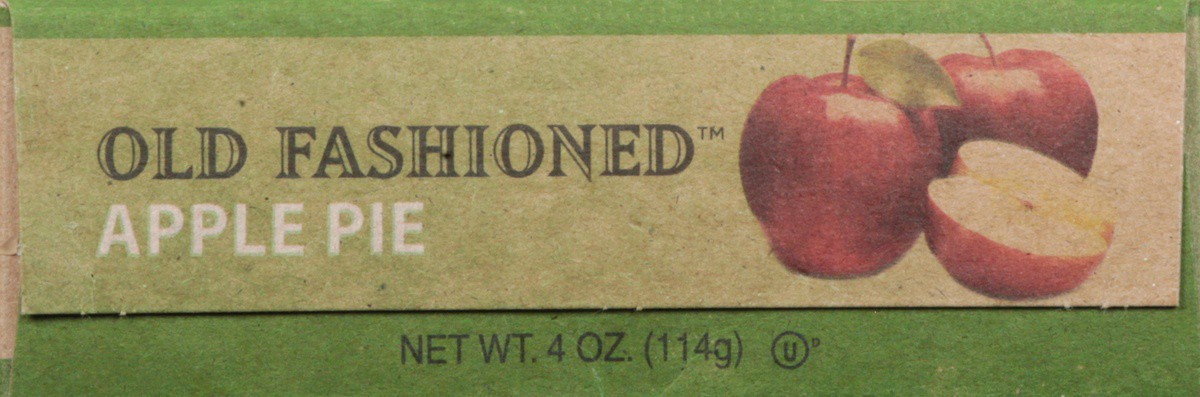 OLD FASHIONED™
APPLE PIE
NET WT. 4 OZ. (114g) Ⓤ ᴰ